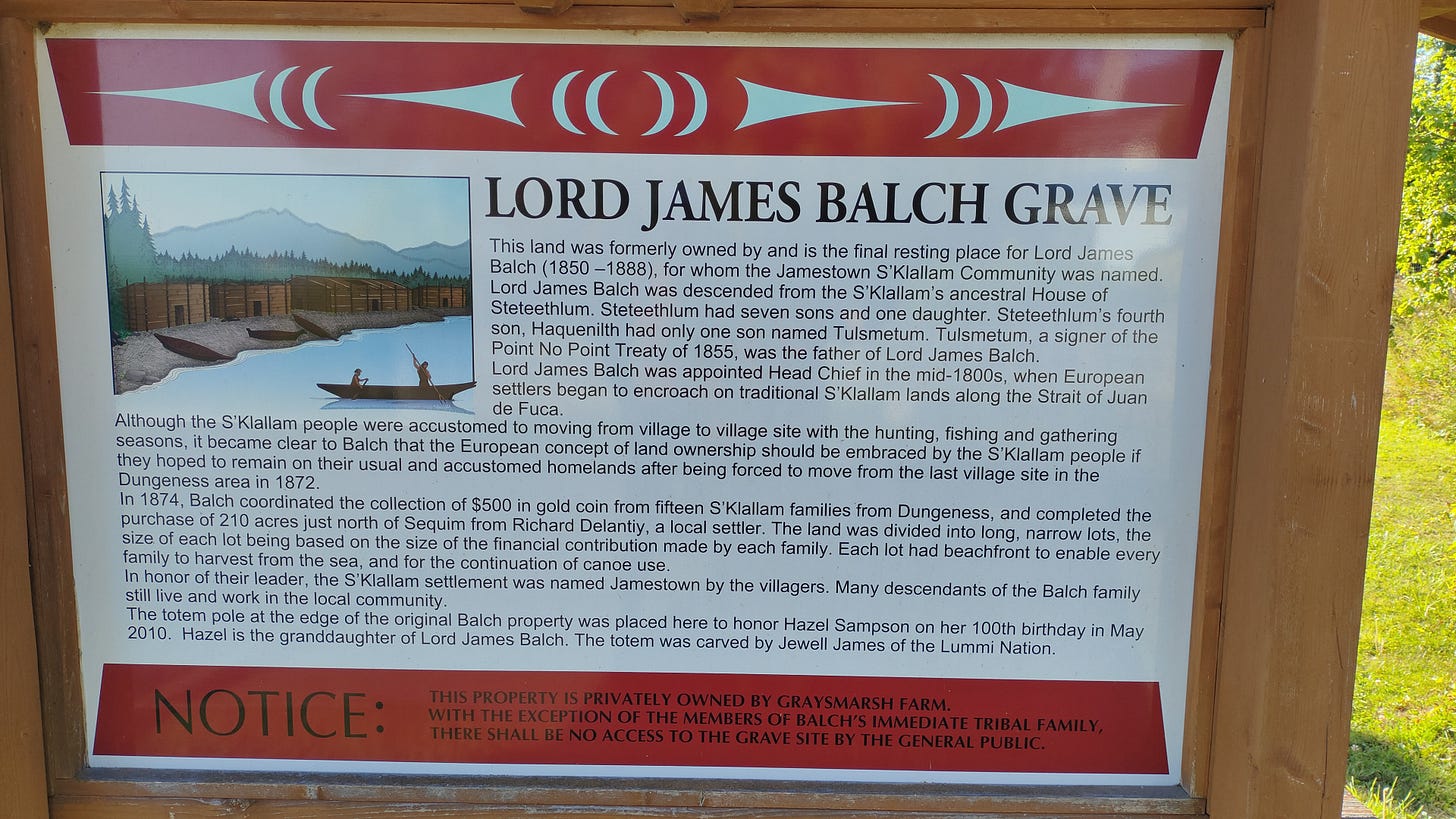 LORD JAMES BALCH GRAVE
This land was formerly owned by and is the final resting place for Lord James
Balch (1850 –1888), for whom the Jamestown S'Klallam Community was named.
Lord James Balch was descended from the S'Klallam's ancestral House of
Steteethlum. Steteethlum had seven sons and one daughter. Steteethlum's fourth
son, Haquenilth had only one son named Tulsmetum. Tulsmetum, a signer of the
Point No Point Treaty of 1855, was the father of Lord James Balch.
Lord James Balch was appointed Head Chief in the mid-1800s, when European
settlers began to encroach on traditional S'Klallam lands along the Strait of Juan
de Fuca.
Although the S'Klallam people were accustomed to moving from village to village site with the hunting, fishing and gathering
seasons, it became clear to Balch that the European concept of land ownership should be embraced by the S'Klallam people if
they hoped to remain on their usual and accustomed homelands after being forced to move from the last village site in the
Dungeness area in 1872.
In 1874, Balch coordinated the collection of $500 in gold coin from fifteen S'Klallam families from Dungeness, and completed the
purchase of 210 acres just north of Sequim from Richard Delantiy, a local settler. The land was divided into long, narrow lots, the
size of each lot being based on the size of the financial contribution made by each family. Each lot had beachfront to enable every
family to harvest from the sea, and for the continuation of canoe use.
In honor of their leader, the S'Klallam settlement was named Jamestown by the villagers. Many descendants of the Balch family
still live and work in the local community.
The totem pole at the edge of the original Balch property was placed here to honor Hazel Sampson on her 100th birthday in May
2010. Hazel is the granddaughter of Lord James Balch. The totem was carved by Jewell James of the Lummi Nation.
NOTICE:
THIS PROPERTY IS PRIVATELY OWNED BY GRAYSMARSH FARM.
WITH THE EXCEPTION OF THE MEMBERS OF BALCH'S IMMEDIATE TRIBAL FAMILY,
THERE SHALL BE NO ACCESS TO THE GRAVE SITE BY THE GENERAL PUBLIC.